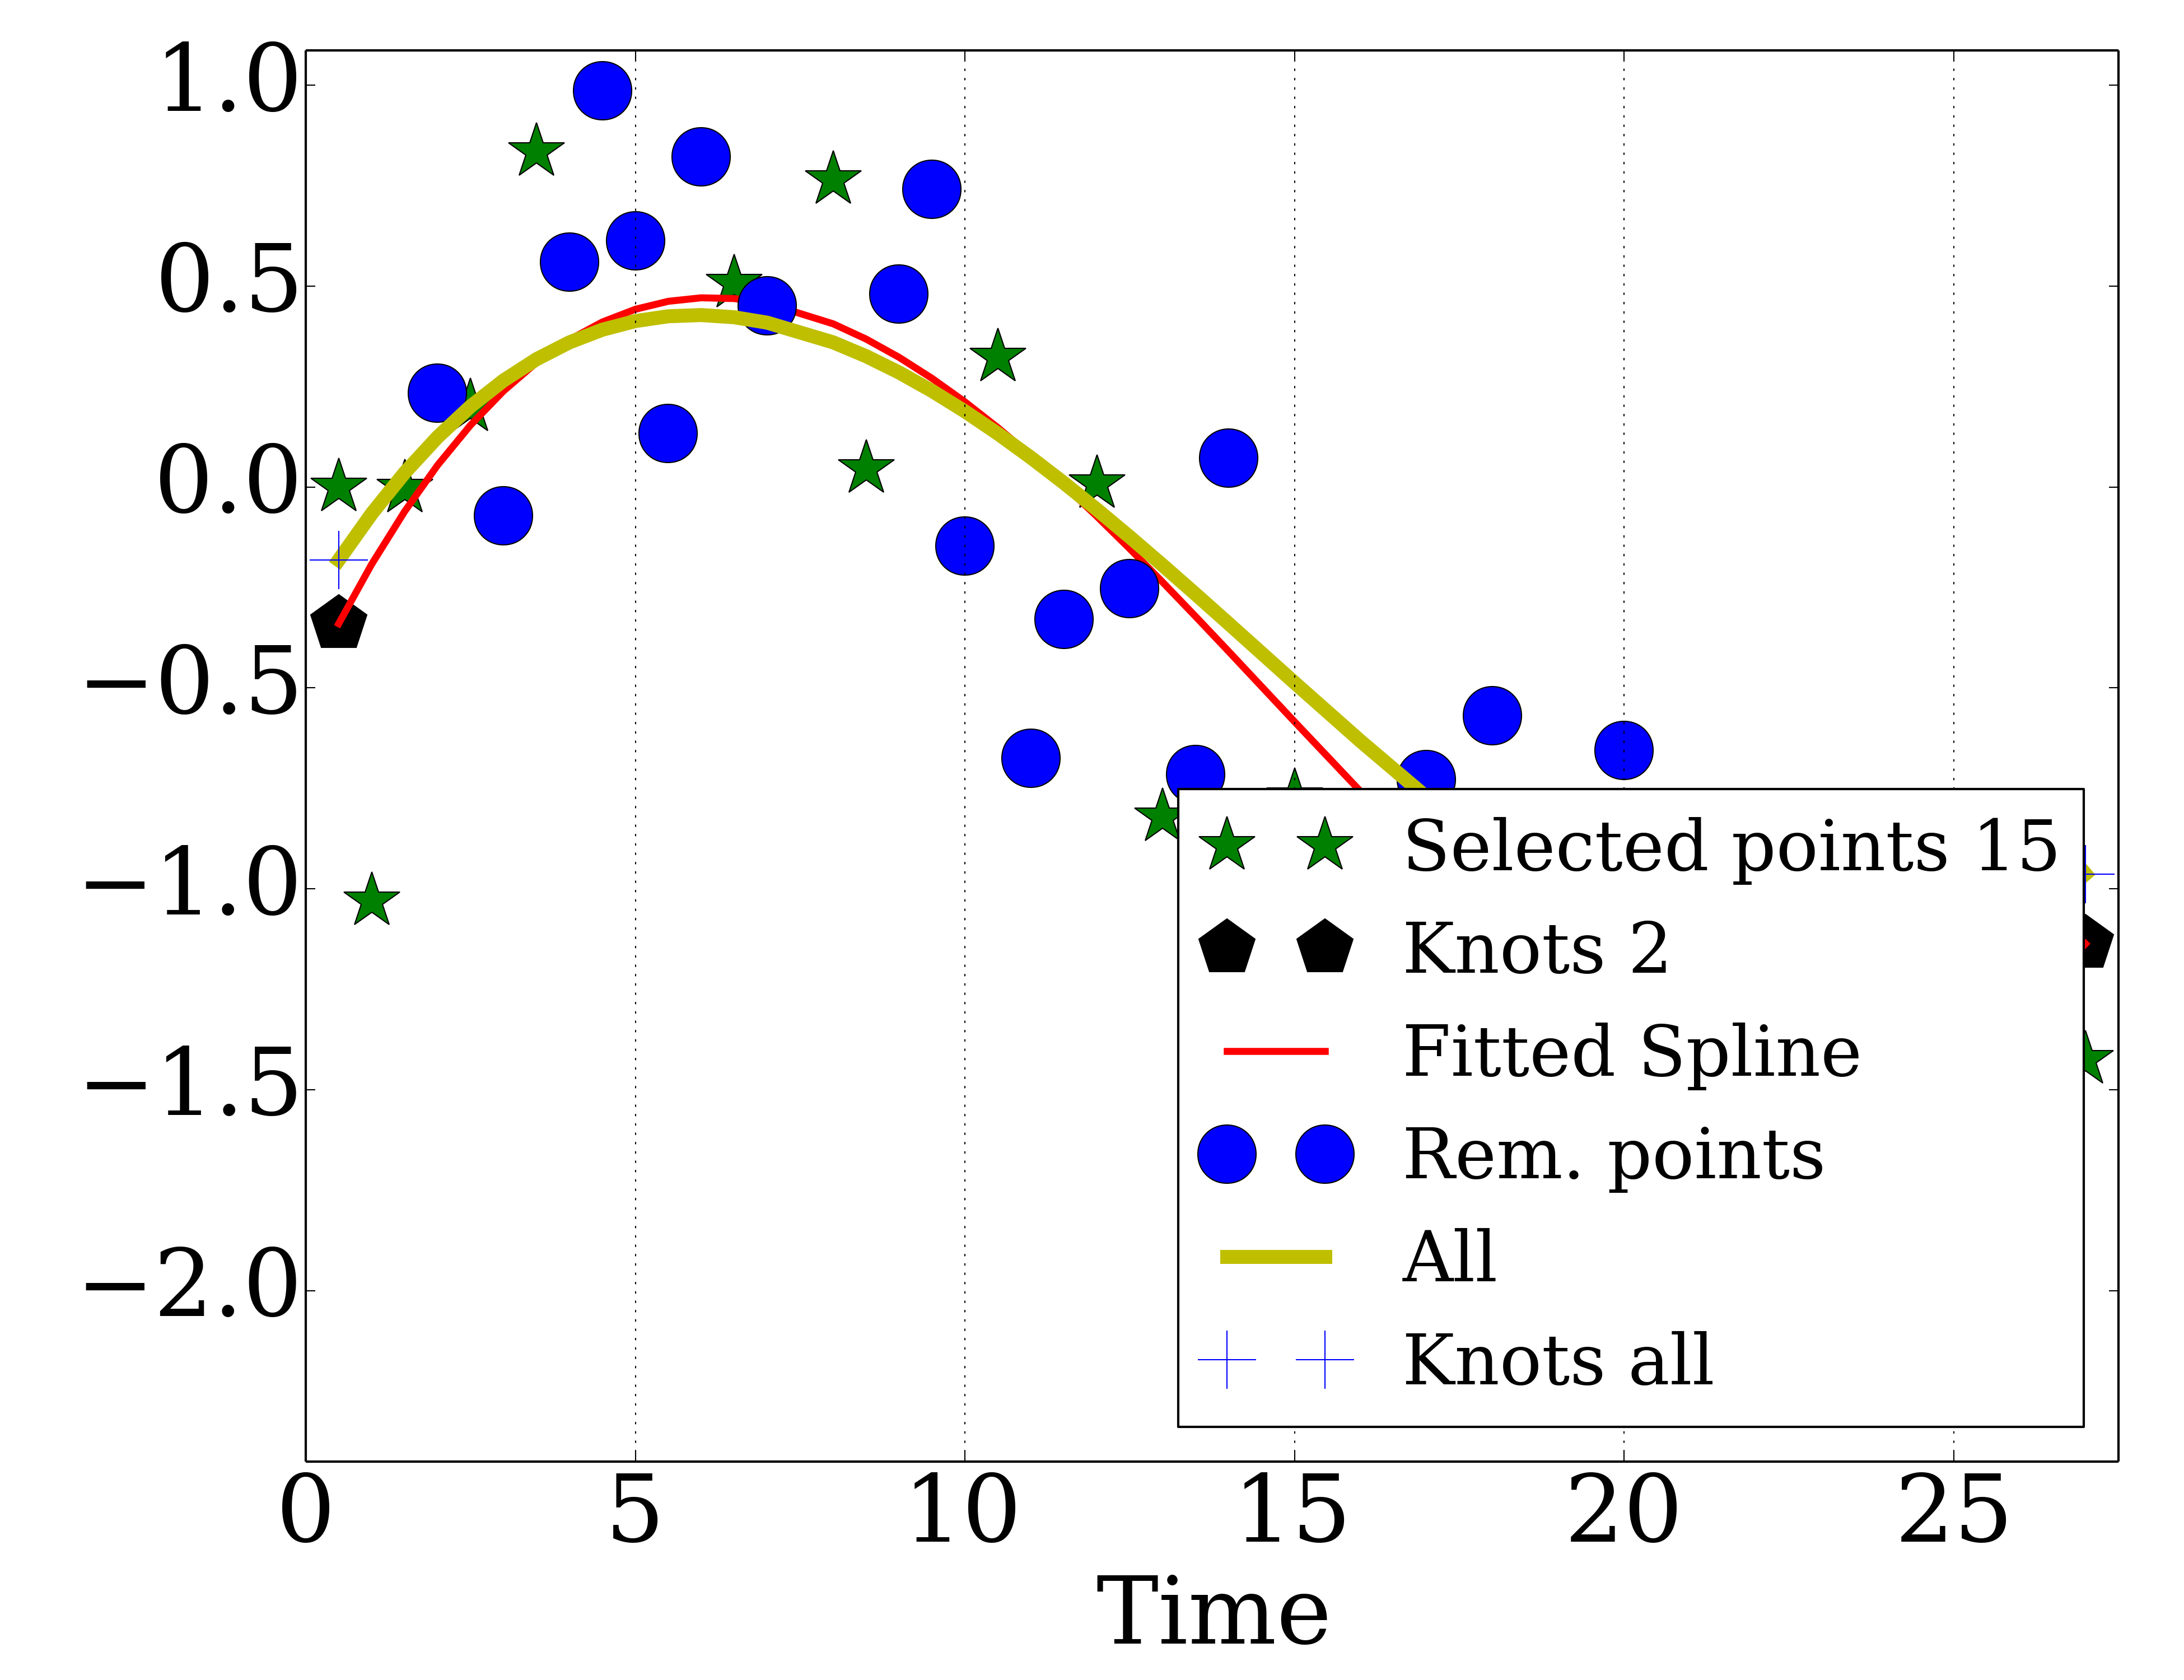 1.0
0.5
0.0
−0.5
−1.0
−1.5
−2.0
Selected points 15
Knots 2
Fitted Spline
Rem. points
All
Knots all
0 5 10 15 20 25
Time